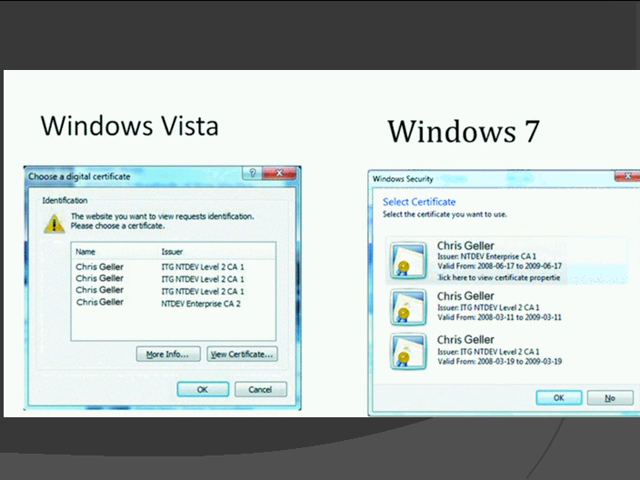 Windows Vista
Choose a digital certificate
Identification
The website you want to view requests identification.
Please choose a certificate.
Name Issuer
Chris Geller ITG NTDEV Level 2 CA 1
Chris Geller ITG NTDEV Level 2 CA 1
Chris Geller ITG NTDEV Level 2 CA 1
Chris Geller NTDEV Enterprise CA 2
More Info... View Certificate...
OK Cancel
Windows 7
Windows Security
Select Certificate
Select the certificate you want to use.
Chris Geller
Issuer: NTDEV Enterprise CA 1
Valid From: 2008-06-17 to 2009-06-17
lick here to view certificate propertie
Chris Geller
Issuer: ITG NTDEV Level 2 CA 1
Valid From: 2008-03-11 to 2009-03-11
Chris Geller
Issuer: ITG NTDEV Level 2 CA 1
Valid From: 2008-03-19 to 2009-03-19
OK No